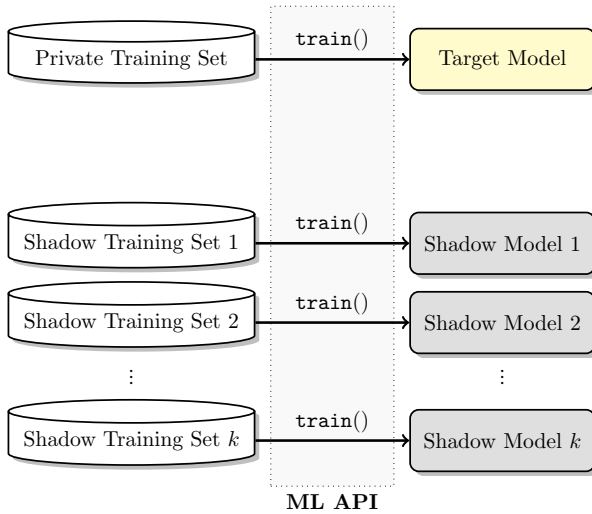 Private Training Set train() Target Model
Shadow Training Set 1 train() Shadow Model 1
Shadow Training Set 2 train() Shadow Model 2
⋮ ⋮
Shadow Training Set k train() Shadow Model k
ML API